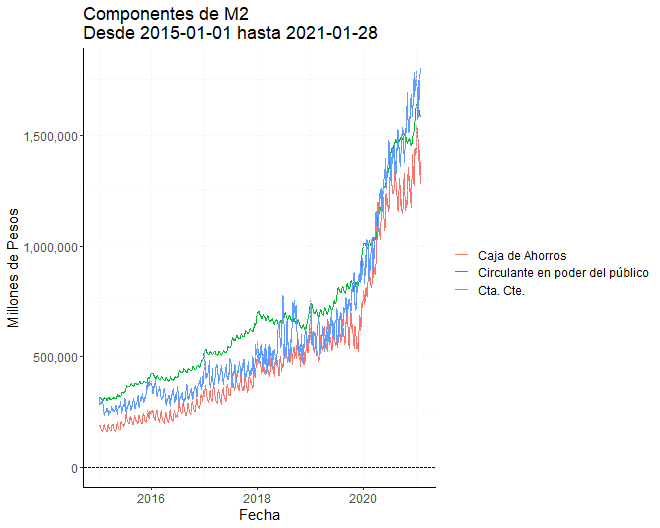 Componentes de M2
Desde 2015-01-01 hasta 2021-01-28
Millones de Pesos
1,500,000
1,000,000
500,000
0
2016
2018
2020
Fecha
Caja de Ahorros
Circulante en poder del público
Cta. Cte.